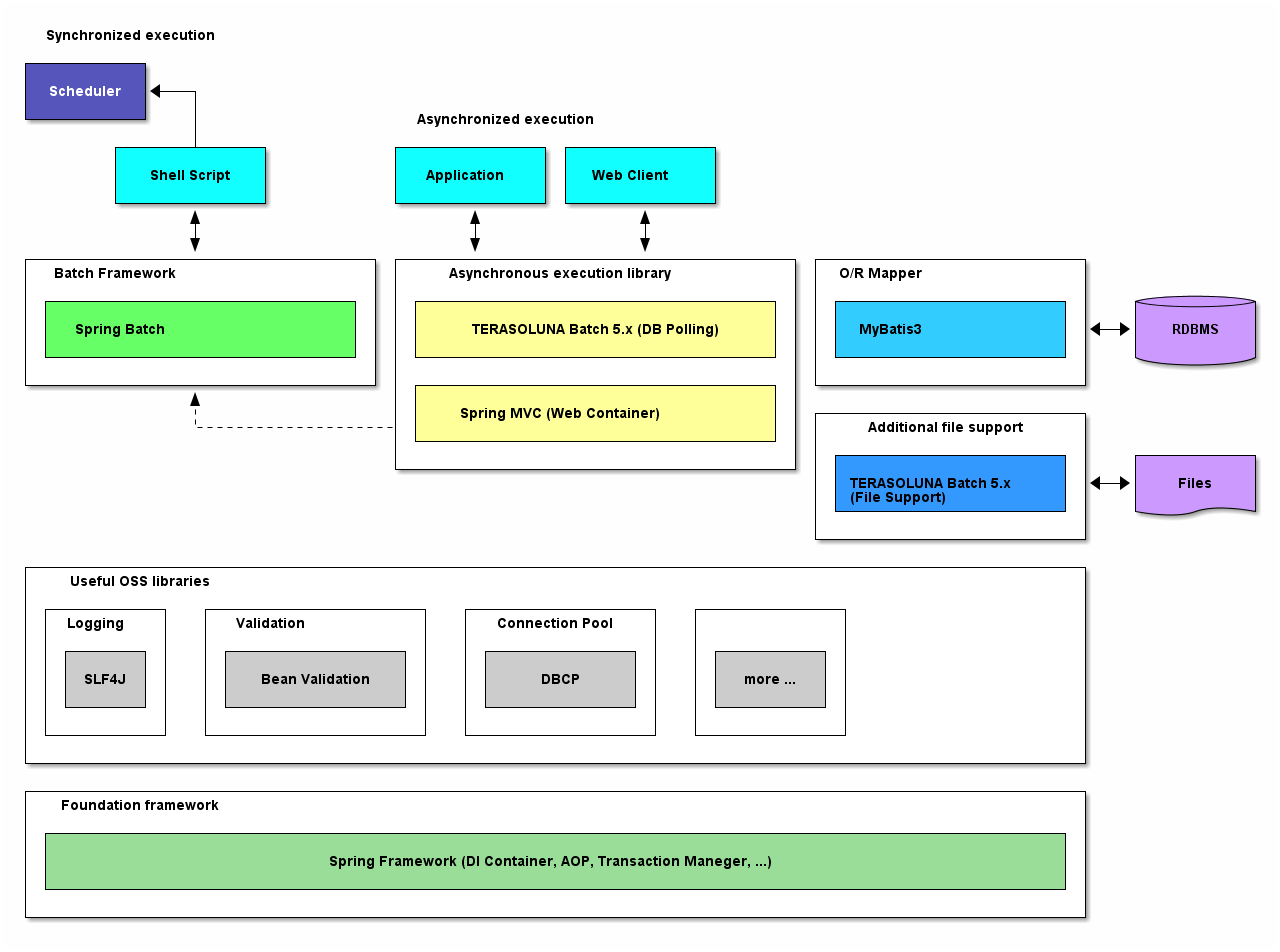 Synchronized execution
Scheduler
Asynchronized execution
Shell Script
Application
Web Client
Batch Framework
Spring Batch
Asynchronous execution library
TERASOLUNA Batch 5.x (DB Polling)
Spring MVC (Web Container)
O/R Mapper
MyBatis3
RDBMS
Additional file support
TERASOLUNA Batch 5.x
(File Support)
Files
Useful OSS libraries
Logging
SLF4J
Validation
Bean Validation
Connection Pool
DBCP
more ...
Foundation framework
Spring Framework (DI Container, AOP, Transaction Maneger, ...)